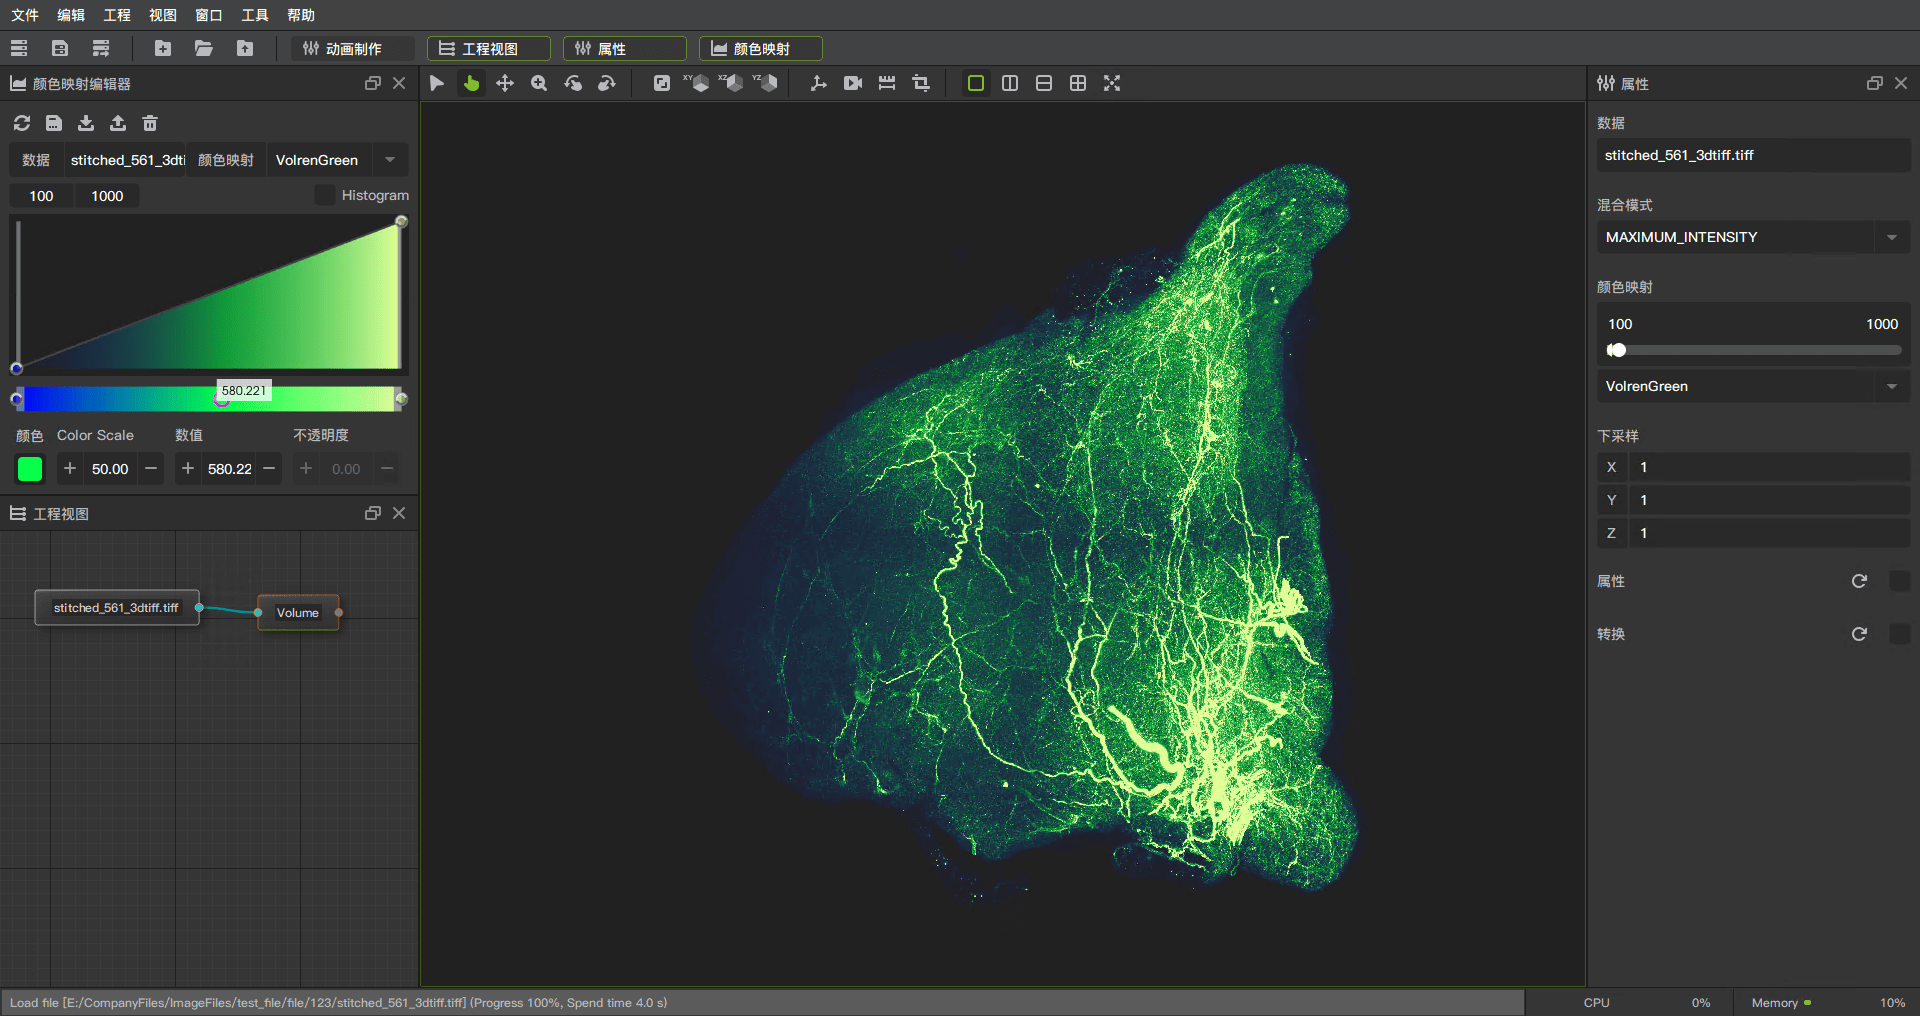 文件 编辑 工程 视图 窗口 工具 帮助
动画制作 工程视图 属性 颜色映射
颜色映射编辑器
XY XZ YZ
属性
数据 stitched_561_3dti 颜色映射 VolrenGreen
100 1000 Histogram
580.221
颜色 Color Scale 数值 不透明度
+ 50.00 − + 580.22 − + 0.00 −
工程视图
stitched_561_3dtiff.tiff Volume
数据
stitched_561_3dtiff.tiff
混合模式
MAXIMUM_INTENSITY
颜色映射
100 1000
VolrenGreen
下采样
X 1
Y 1
Z 1
属性
转换
Load file [E:/CompanyFiles/ImageFiles/test_file/file/123/stitched_561_3dtiff.tiff] (Progress 100%, Spend time 4.0 s)
CPU 0% Memory 10%